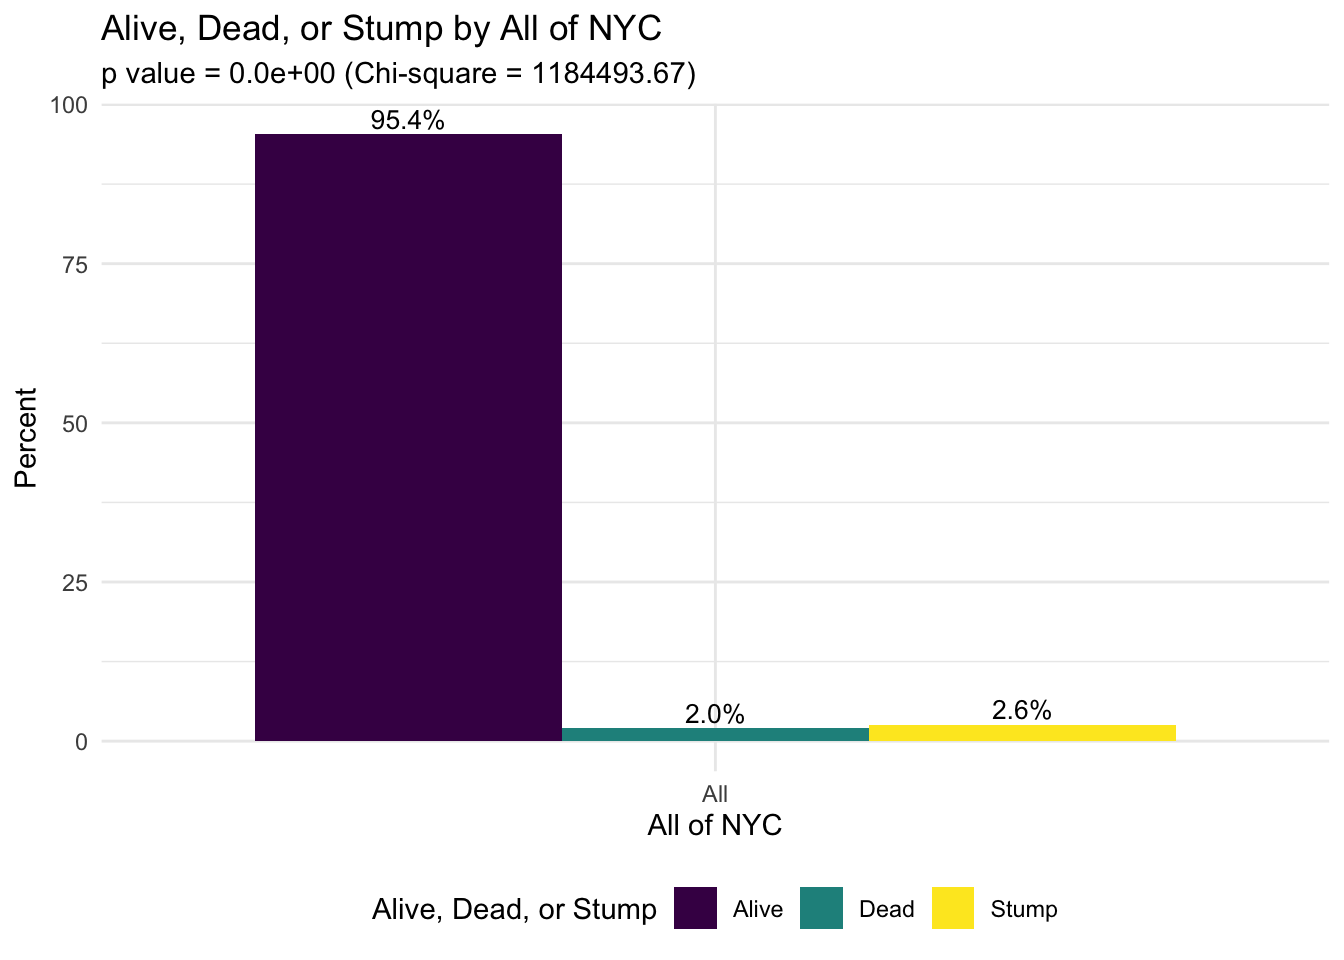 Alive, Dead, or Stump by All of NYC
p value = 0.0e+00 (Chi-square = 1184493.67)
100
75
50
25
0
Percent
95.4%
2.0%
2.6%
All
All of NYC
Alive, Dead, or Stump
Alive
Dead
Stump